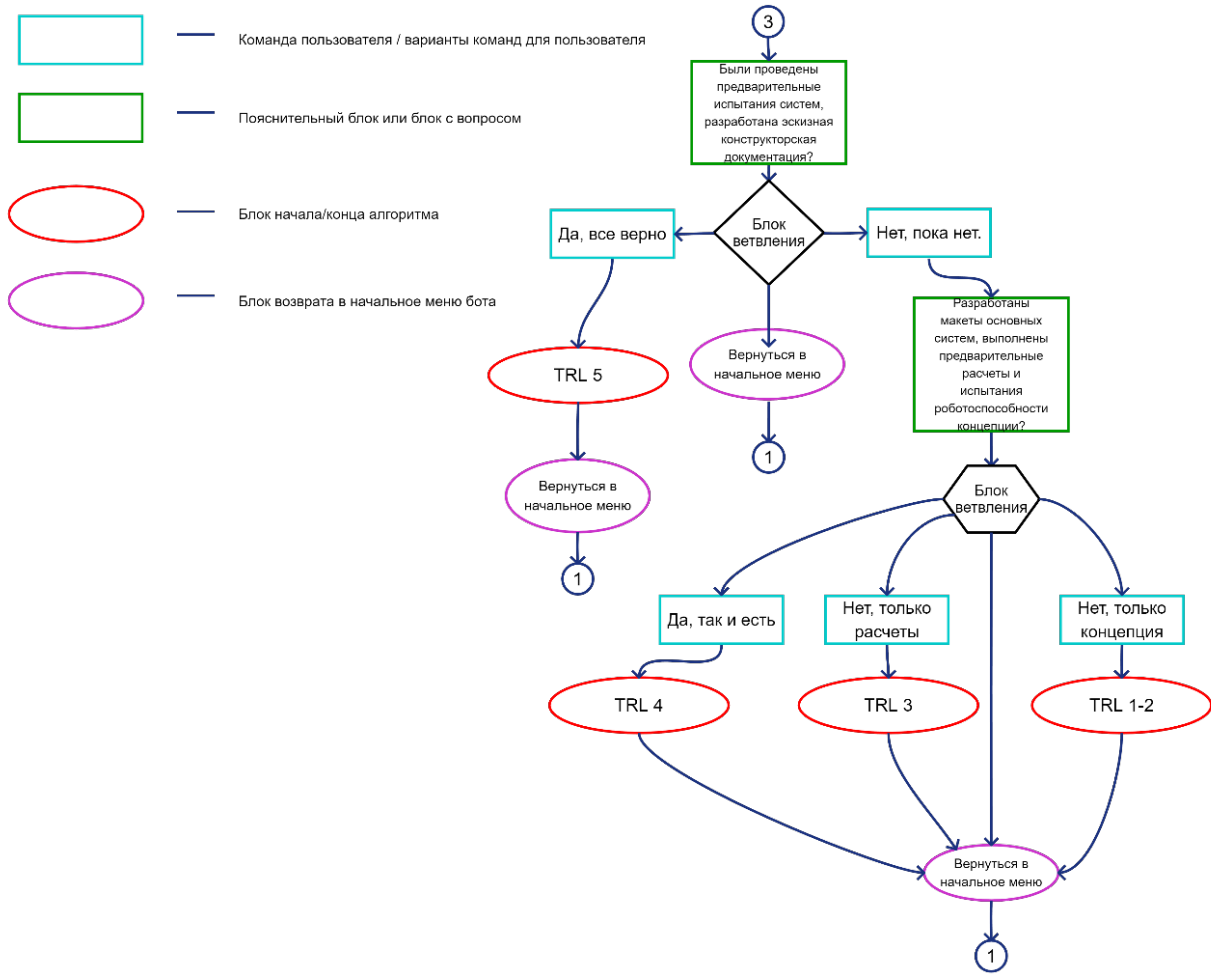 Команда пользователя / варианты команд для пользователя
Пояснительный блок или блок с вопросом
Блок начала/конца алгоритма
Блок возврата в начальное меню бота
3
Были проведены
предварительные
испытания систем,
разработана эскизная
конструкторская
документация?
Блок
ветвления
Да, все верно
Нет, пока нет.
TRL 5
Вернуться в
начальное меню
1
Вернуться в
начальное меню
1
Разработаны
макеты основных
систем, выполнены
предварительные
расчеты и
испытания
роботоспособности
концепции?
Блок
ветвления
Да, так и есть
Нет, только
расчеты
Нет, только
концепция
TRL 4
TRL 3
TRL 1-2
Вернуться в
начальное меню
1